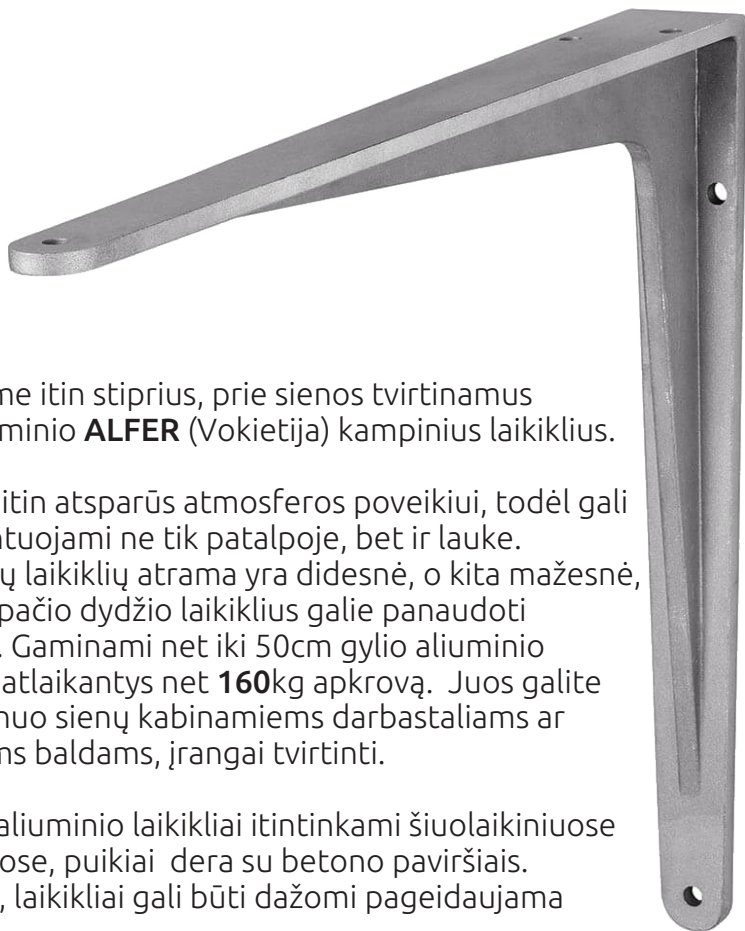 me itin stiprius, prie sienos tvirtinamus
minio ALFER (Vokietija) kampinius laikiklius.
itin atsparūs atmosferos poveikiui, todėl gali
ntuojami ne tik patalpoje, bet ir lauke.
ų laikiklių atrama yra didesnė, o kita mažesnė,
pačio dydžio laikiklius galie panaudoti
. Gaminami net iki 50cm gylio aliuminio
atlaikantys net 160kg apkrovą. Juos galite
nuo sienų kabinamiems darbastaliams ar
ms baldams, įrangai tvirtinti.
aliuminio laikikliai itintinkami šiuolaikiniuose
ose, puikiai dera su betono paviršiais.
, laikikliai gali būti dažomi pageidaujama